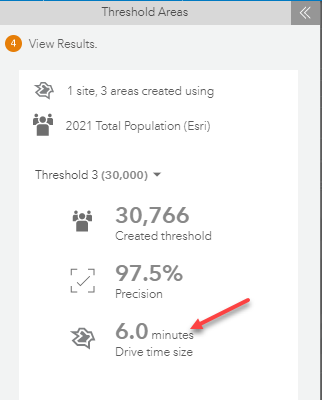 Threshold Areas
4 View Results.
1 site, 3 areas created using
2021 Total Population (Esri)
Threshold 3 (30,000)
30,766
Created threshold
97.5%
Precision
6.0 minutes
Drive time size